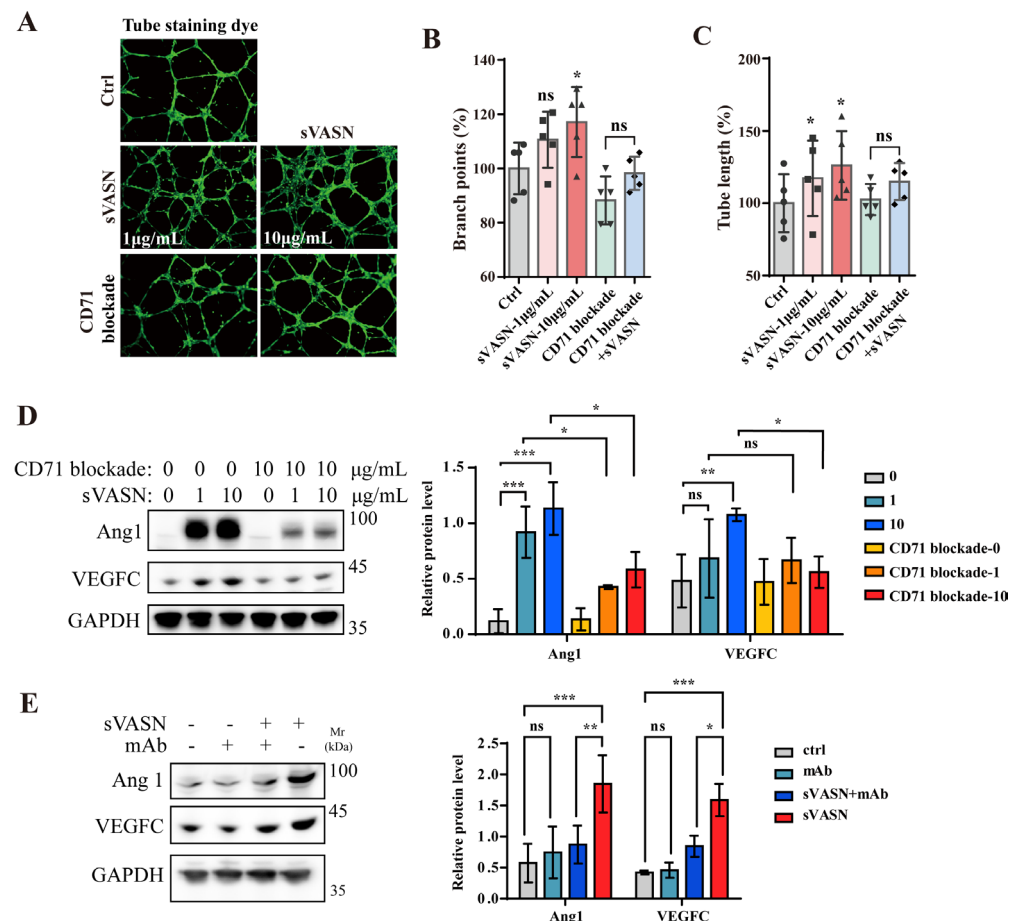 A
Tube staining dye
Ctrl
sVASN
sVASN
1μg/mL
10μg/mL
CD71
blockade
B
140
120
100
80
60
Branch points (%)
ns
*
ns
Ctrl
sVASN-1μg/mL
sVASN-10μg/mL
CD71 blockade
CD71 blockade
+sVASN
C
200
150
100
50
Tube length (%)
*
*
ns
Ctrl
sVASN-1μg/mL
sVASN-10μg/mL
CD71 blockade
CD71 blockade
+sVASN
D
CD71 blockade: 0 0 0 10 10 10 μg/mL
sVASN: 0 1 10 0 1 10 μg/mL
Ang1
100
VEGFC
45
GAPDH
35
Relative protein level
1.5
1.0
0.5
0.0
*
*
***
***
*
ns
**
ns
Ang1
VEGFC
0
1
10
CD71 blockade-0
CD71 blockade-1
CD71 blockade-10
E
sVASN - - + +
mAb - + + -
Mr
(kDa)
Ang 1
100
VEGFC
45
GAPDH
35
Relative protein level
2.5
2.0
1.5
1.0
0.5
0.0
***
ns
**
***
ns
*
Ang1
VEGFC
ctrl
mAb
sVASN+mAb
sVASN